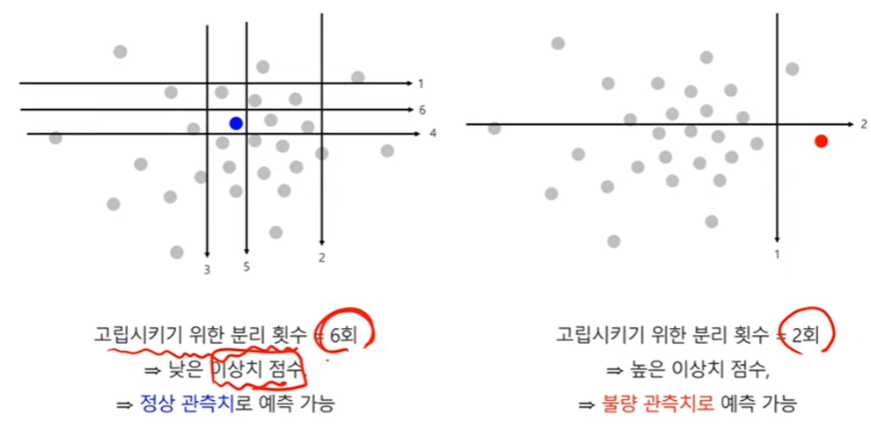 1
6
4
3
5
2
고립시키기 위한 분리 횟수 = 6회
⇒ 낮은 이상치 점수,
⇒ 정상 관측치로 예측 가능
2
1
고립시키기 위한 분리 횟수 = 2회
⇒ 높은 이상치 점수,
⇒ 불량 관측치로 예측 가능